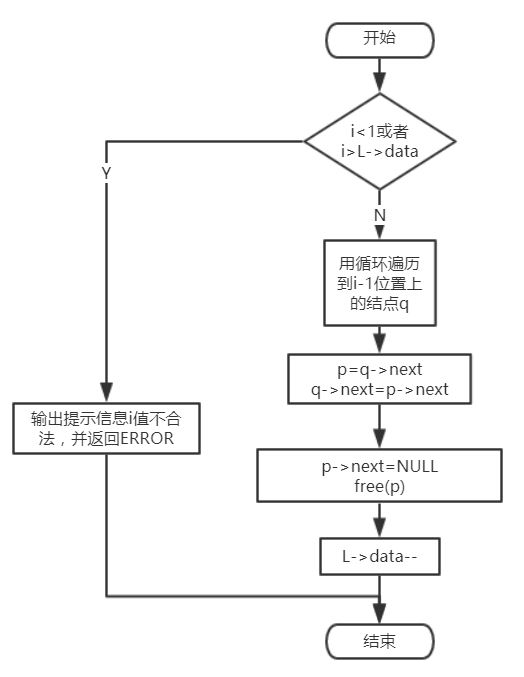 开始
i<1或者
i>L->data
Y
N
用循环遍历
到i-1位置上
的结点q
p=q->next
q->next=p->next
输出提示信息i值不合
法，并返回ERROR
p->next=NULL
free(p)
L->data--
结束